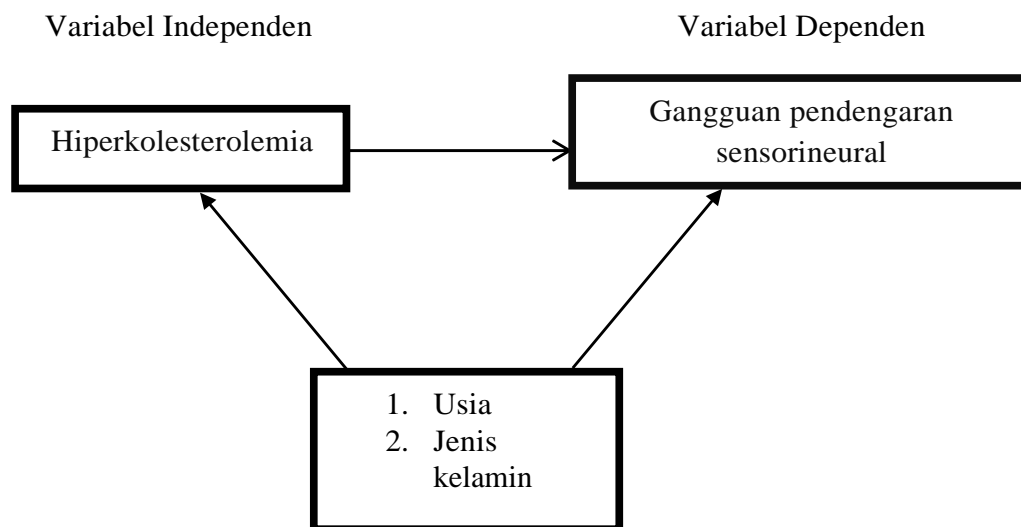 Variabel Independen
Variabel Dependen
Hiperkolesterolemia
Gangguan pendengaran
sensorineural
1. Usia
2. Jenis
kelamin